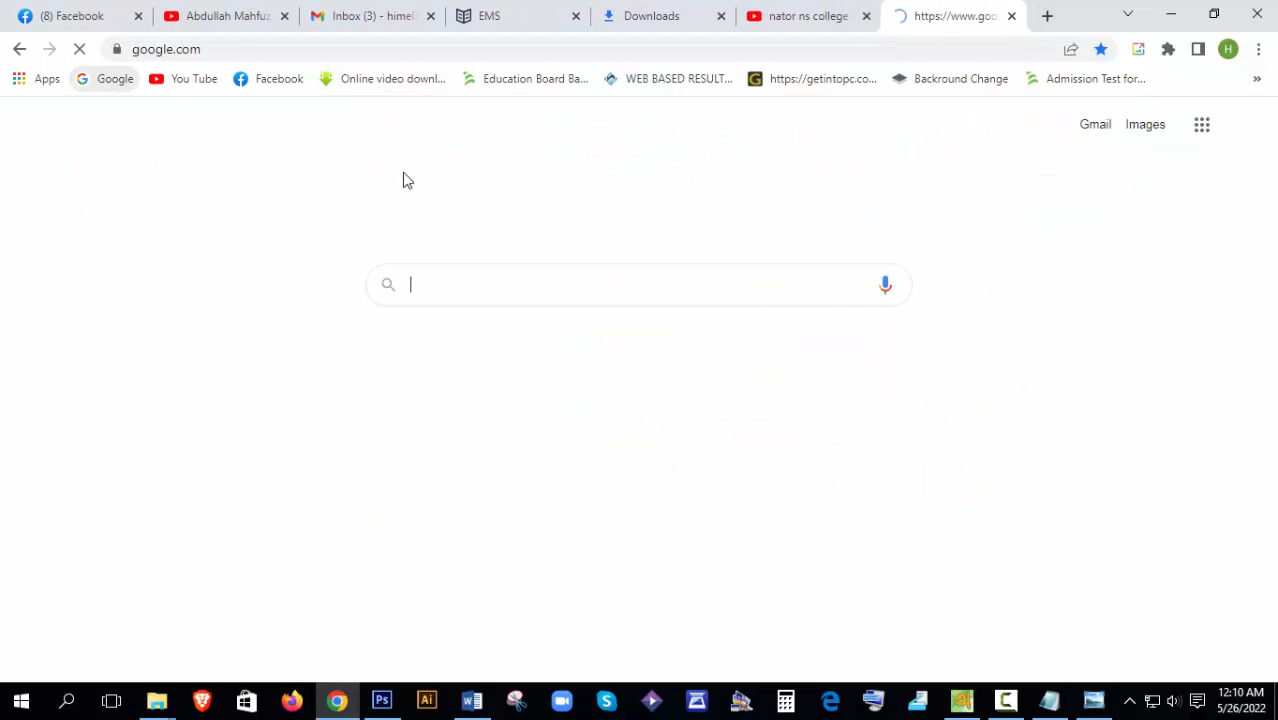 (8) Facebook
Abdullah Mahfuz
Inbox (3) - himel
EMS
Downloads
nator ns college
https://www.goo
google.com
H
Apps
Google
You Tube
Facebook
Online video downl...
Education Board Ba...
WEB BASED RESULT...
G
https://getintopc.co...
Backround Change
Admission Test for...
»
Gmail
Images
Ps
Ai
W
S
C
12:10 AM
5/26/2022